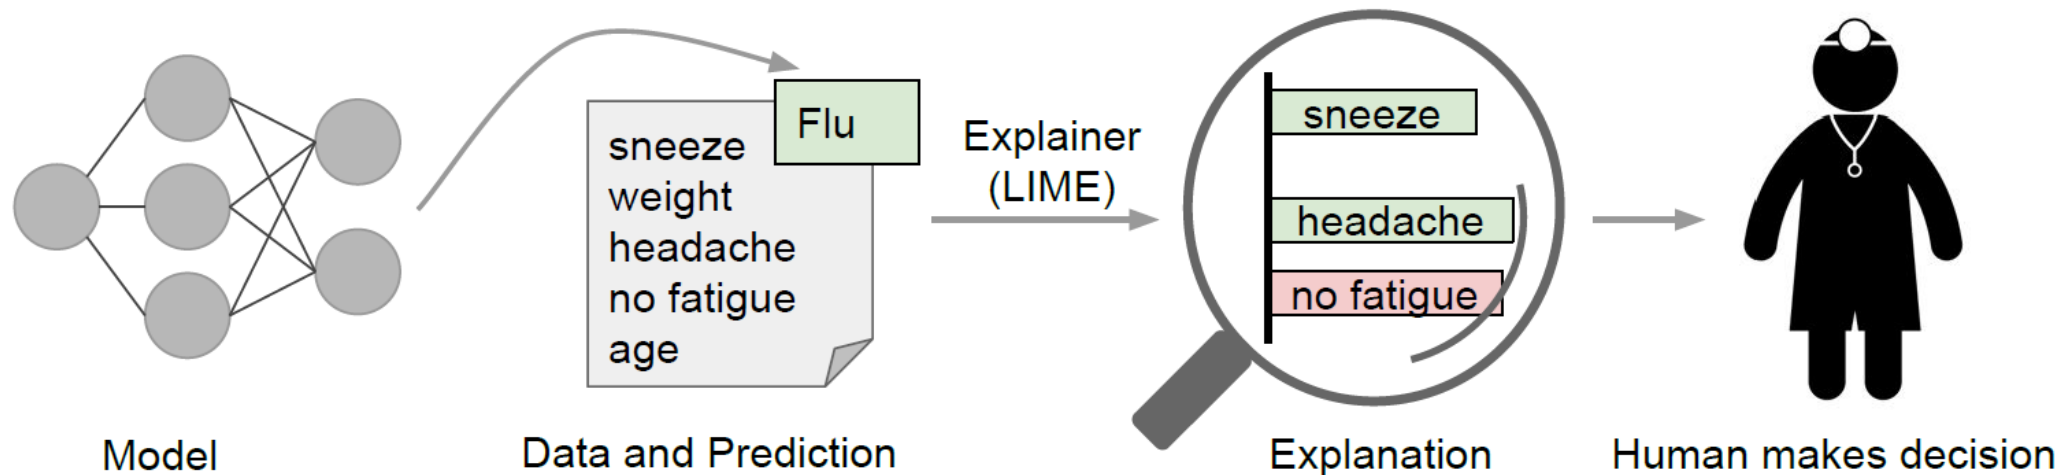 Flu
sneeze
weight
headache
no fatigue
age
Explainer
(LIME)
sneeze
headache
no fatigue
Model
Data and Prediction
Explanation
Human makes decision